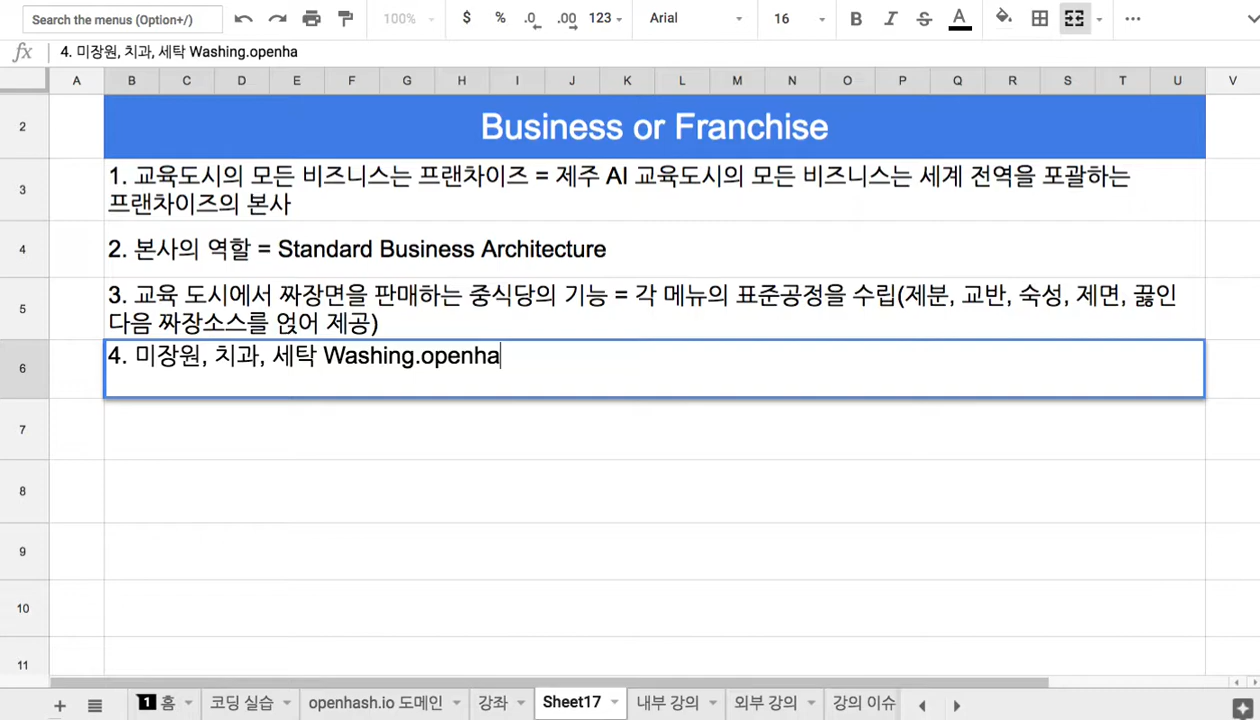 Search the menus (Option+/) 100% $ % .0 .00 123 Arial 16 B I S A
fx 4. 미장원, 치과, 세탁 Washing.openha
A B C D E F G H I J K L M N O P Q R S T U V
2 Business or Franchise
3 1. 교육도시의 모든 비즈니스는 프랜차이즈 = 제주 AI 교육도시의 모든 비즈니스는 세계 전역을 포괄하는
프랜차이즈의 본사
4 2. 본사의 역할 = Standard Business Architecture
5 3. 교육 도시에서 짜장면을 판매하는 중식당의 기능 = 각 메뉴의 표준공정을 수립(제분, 교반, 숙성, 제면, 끓인
다음 짜장소스를 얹어 제공)
6 4. 미장원, 치과, 세탁 Washing.openha
7
8
9
10
11
1 홈 코딩 실습 openhash.io 도메인 강좌 Sheet17 내부 강의 외부 강의 강의 이슈